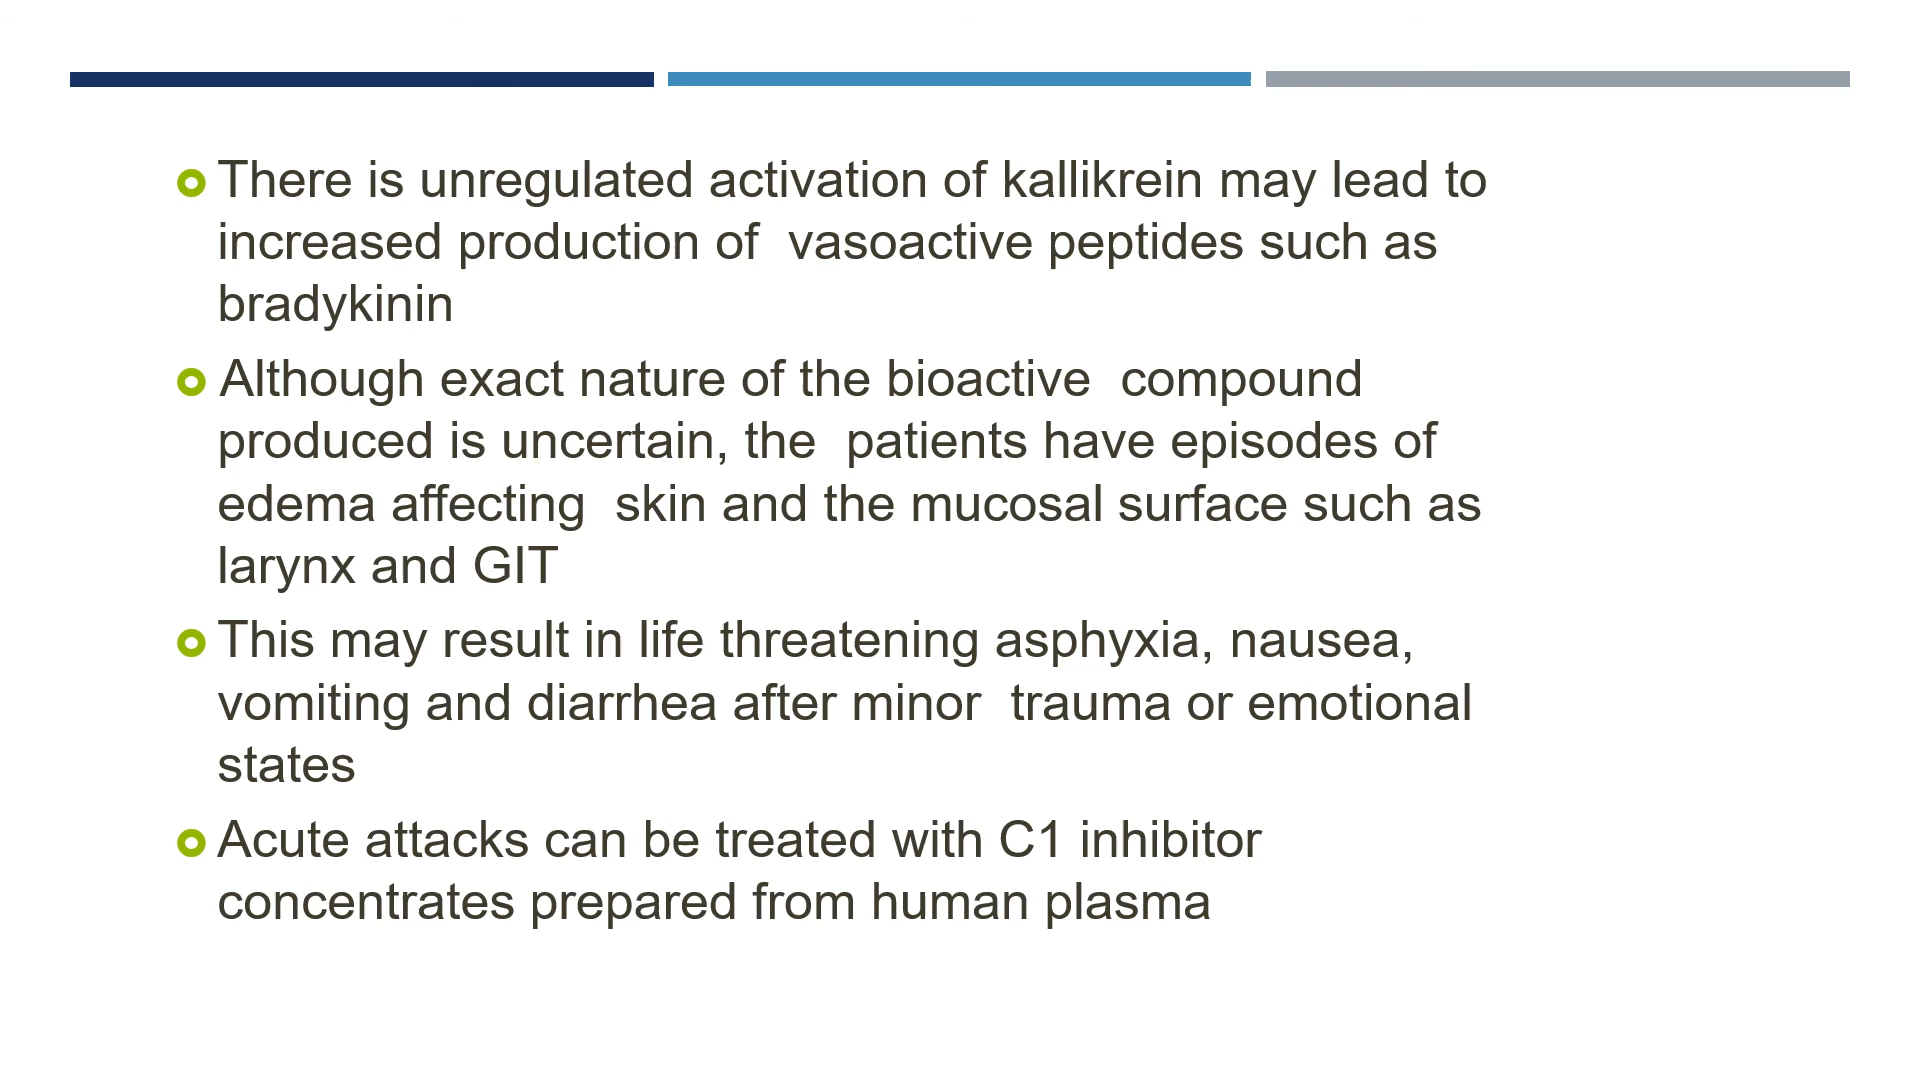 There is unregulated activation of kallikrein may lead to
increased production of  vasoactive peptides such as
bradykinin
Although exact nature of the bioactive  compound
produced is uncertain, the  patients have episodes of
edema affecting  skin and the mucosal surface such as
larynx and GIT
This may result in life threatening asphyxia, nausea,
vomiting and diarrhea after minor  trauma or emotional
states
Acute attacks can be treated with C1 inhibitor
concentrates prepared from human plasma